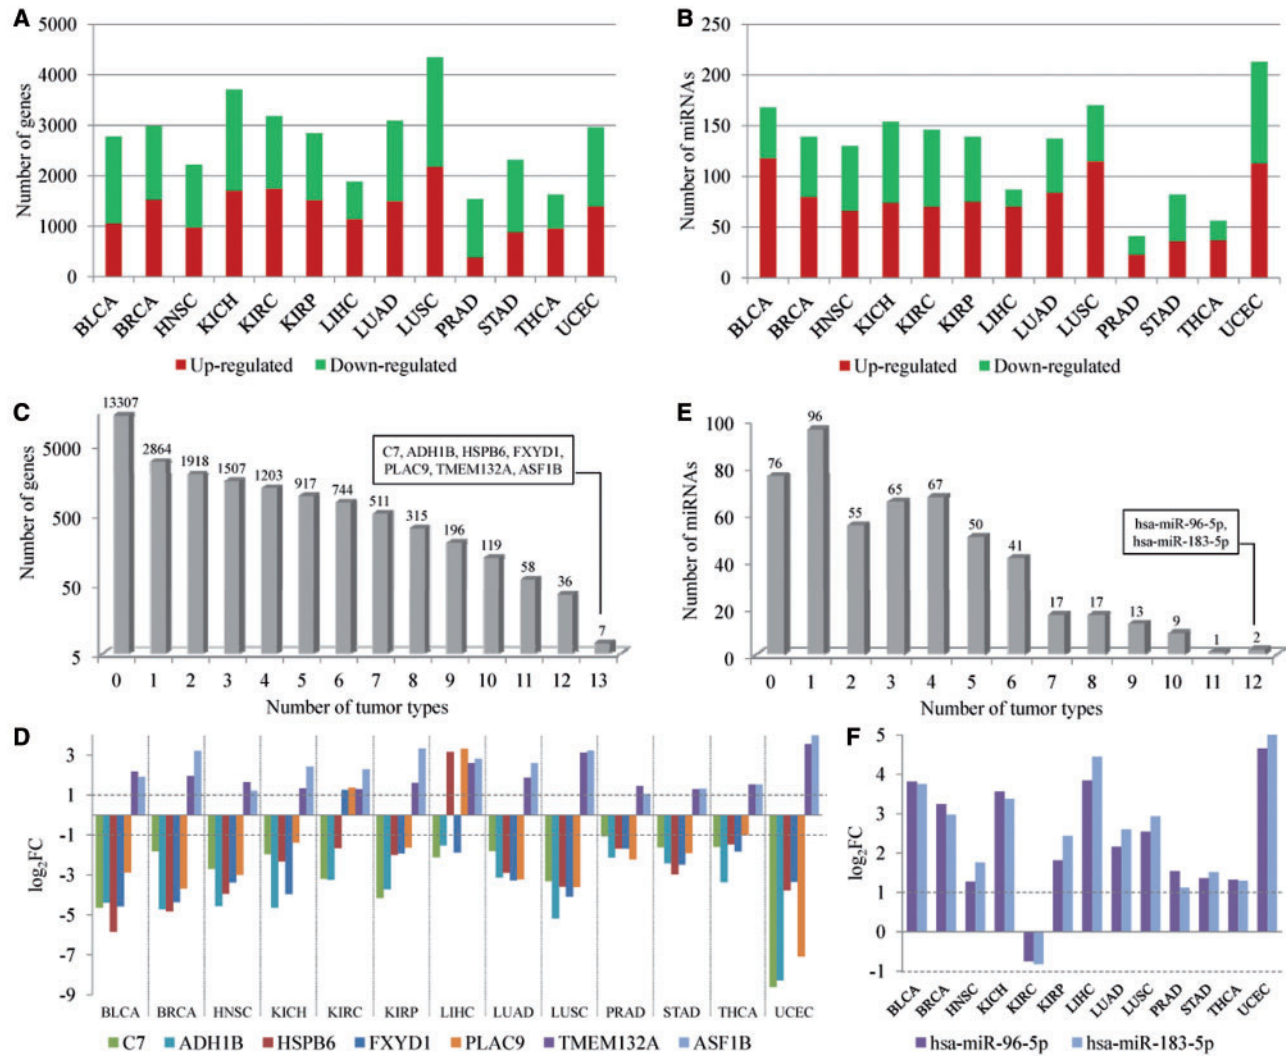 A
Number of genes
5000
4000
3000
2000
1000
0
BLCA
BRCA
HNSC
KICH
KIRC
KIRP
LIHC
LUAD
LUSC
PRAD
STAD
THCA
UCEC
Up-regulated
Down-regulated
B
Number of miRNAs
250
200
150
100
50
0
BLCA
BRCA
HNSC
KICH
KIRC
KIRP
LIHC
LUAD
LUSC
PRAD
STAD
THCA
UCEC
Up-regulated
Down-regulated
C
Number of genes
5000
500
50
5
13307
2864
1918
1507
1203
917
744
511
315
196
119
58
36
7
C7, ADH1B, HSPB6, FXYD1,
PLAC9, TMEM132A, ASF1B
0 1 2 3 4 5 6 7 8 9 10 11 12 13
Number of tumor types
E
Number of miRNAs
100
80
60
40
20
0
76
96
55
65
67
50
41
17
17
13
9
1
2
hsa-miR-96-5p,
hsa-miR-183-5p
0 1 2 3 4 5 6 7 8 9 10 11 12
Number of tumor types
D
log₂FC
3
1
-1
-3
-5
-7
-9
BLCA BRCA HNSC KICH KIRC KIRP LIHC LUAD LUSC PRAD STAD THCA UCEC
C7 ADH1B HSPB6 FXYD1 PLAC9 TMEM132A ASF1B
F
log₂FC
5
4
3
2
1
0
-1
BLCA
BRCA
HNSC
KICH
KIRC
KIRP
LIHC
LUAD
LUSC
PRAD
STAD
THCA
UCEC
hsa-miR-96-5p
hsa-miR-183-5p